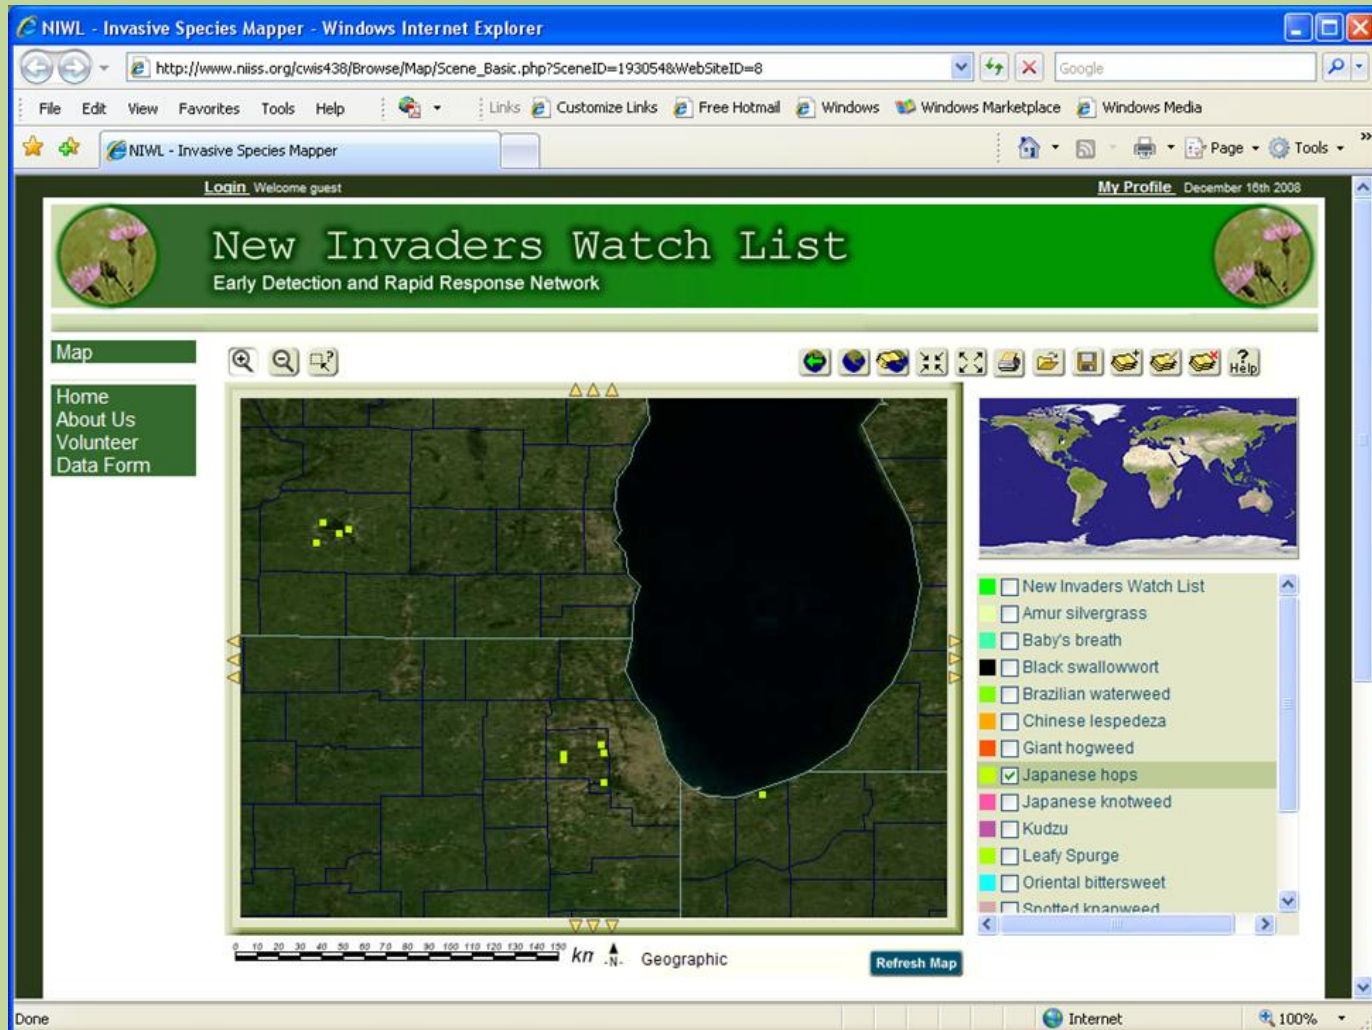 NIWL - Invasive Species Mapper - Windows Internet Explorer
http://www.niiss.org/cwis438/Browse/Map/Scene_Basic.php?SceneID=193054&WebSiteID=8
Google
File Edit View Favorites Tools Help
Links Customize Links Free Hotmail Windows Windows Marketplace Windows Media
NIWL - Invasive Species Mapper
Page Tools
Login Welcome guest
My Profile December 16th 2008
New Invaders Watch List
Early Detection and Rapid Response Network
Map
Home
About Us
Volunteer
Data Form
? Help
New Invaders Watch List
Amur silvergrass
Baby's breath
Black swallowwort
Brazilian waterweed
Chinese lespedeza
Giant hogweed
Japanese hops
Japanese knotweed
Kudzu
Leafy Spurge
Oriental bittersweet
Spotted knapweed
0 10 20 30 40 50 60 70 80 90 100 110 120 130 140 150 km
-N-
Geographic
Refresh Map
Done
Internet
100%